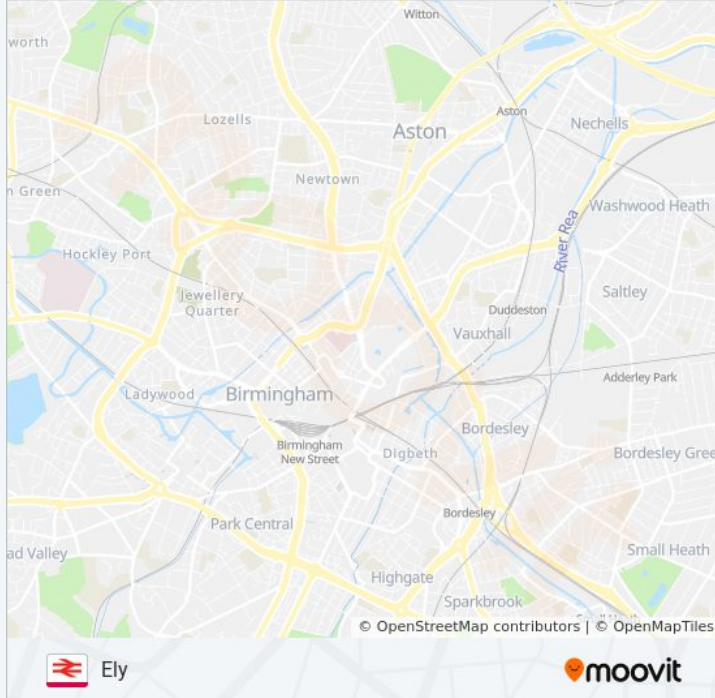 Witton
worth
Lozells
Aston
Aston
Nechells
Newtown
n Green
Washwood Heath
River Rea
Hockley Port
Jewellery
Quarter
Saltley
Duddeston
Vauxhall
Adderley Park
Ladywood
Birmingham
Bordesley
Birmingham
New Street
Digbeth
Bordesley Gree
Bordesley
Park Central
ad Valley
Small Heath
Highgate
Sparkbrook
© OpenStreetMap contributors | © OpenMapTiles
Ely
moovit